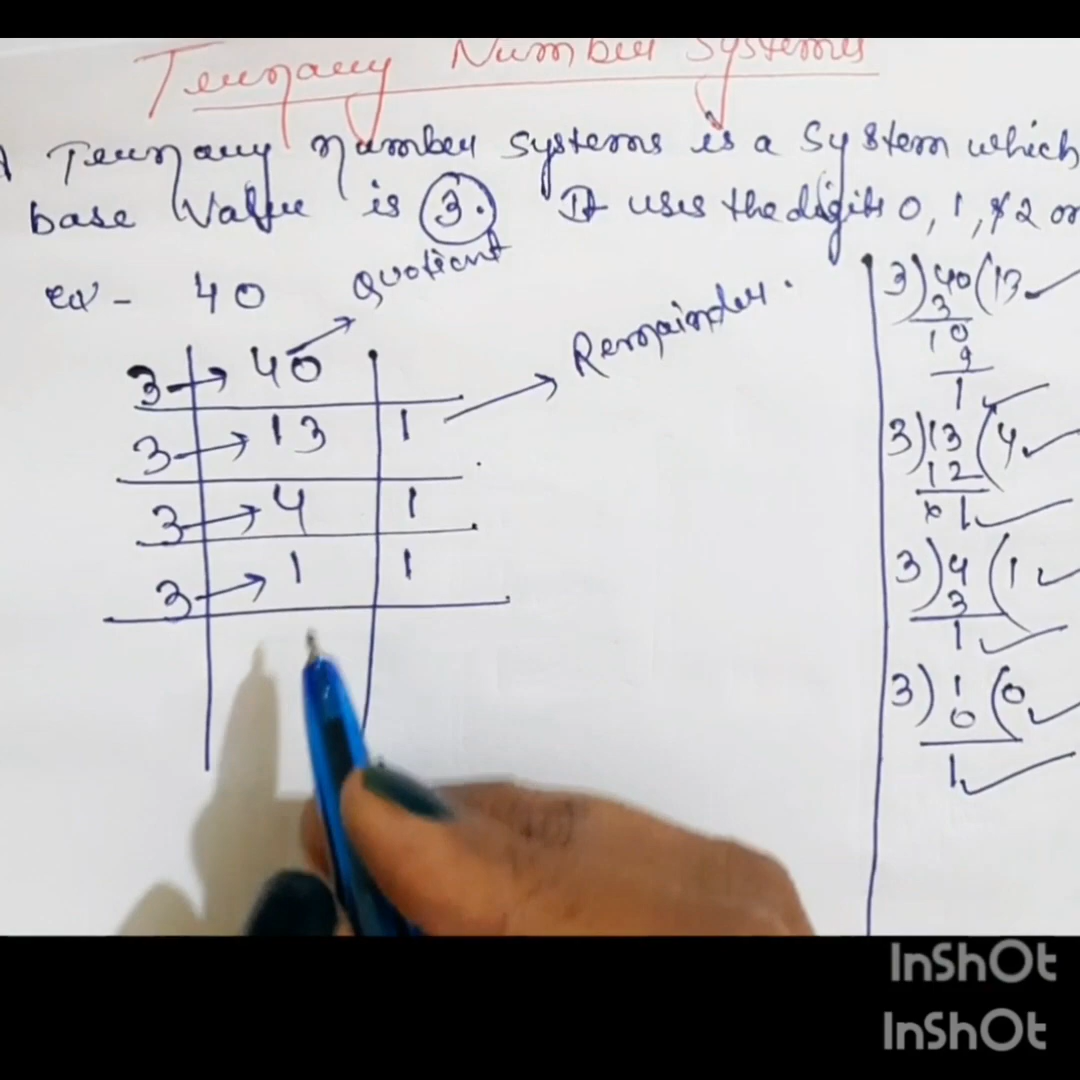 Ternary Number Systems
A Ternary number systems is a System which
base Value is 3. It uses the digits 0, 1, & 2 or
ex - 40
Quotient
Remainder.
3 → 40
3 → 13 1
3 → 4 1
3 → 1 1
3)40(13
3
10
9
1
3)13(4
12
x1
3)4(1
3
1
3)1(0
0
1
InShOt
InShOt